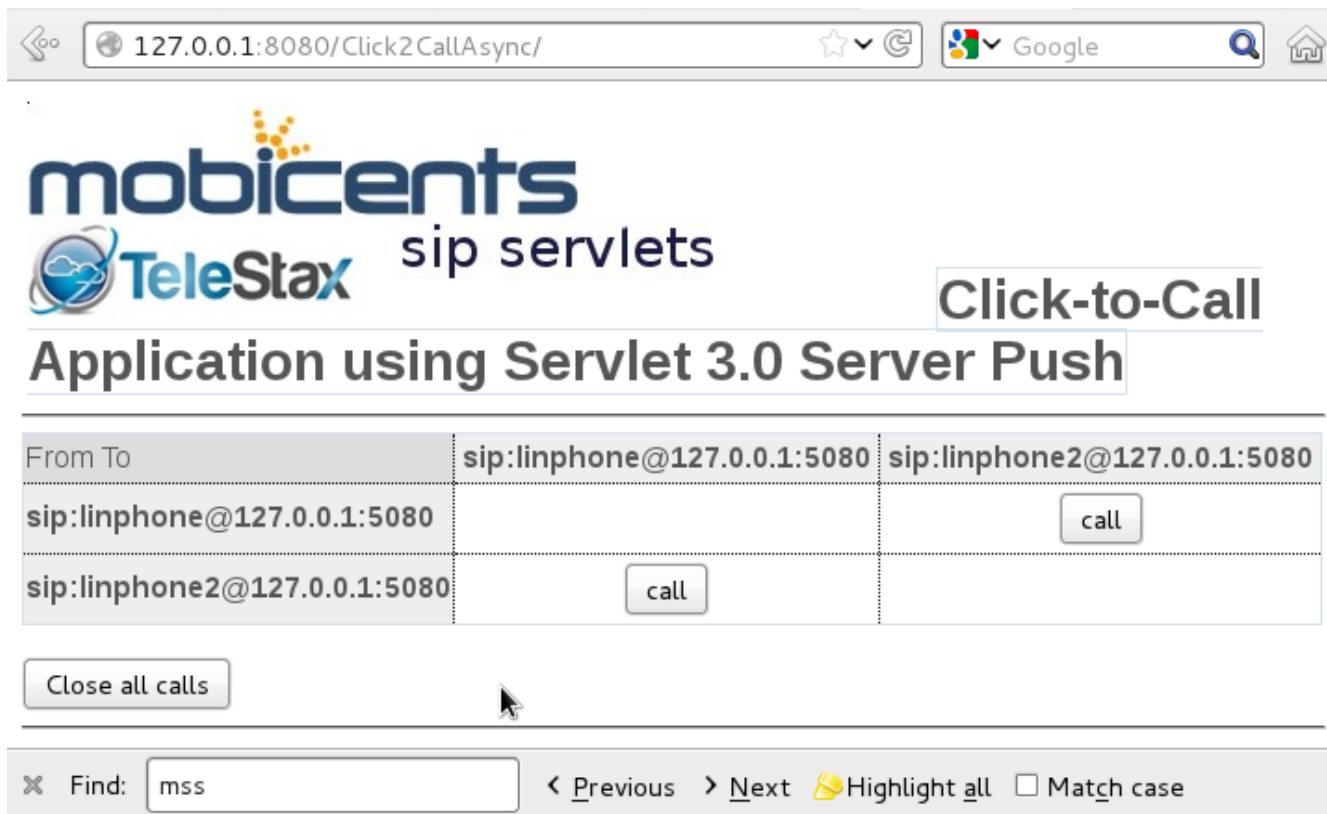 127.0.0.1:8080/Click2CallAsync/ Google
mobicents
TeleStax sip servlets
Click-to-Call
Application using Servlet 3.0 Server Push
From To sip:linphone@127.0.0.1:5080 sip:linphone2@127.0.0.1:5080
sip:linphone@127.0.0.1:5080 call
sip:linphone2@127.0.0.1:5080 call
Close all calls
Find: mss < Previous > Next Highlight all Match case